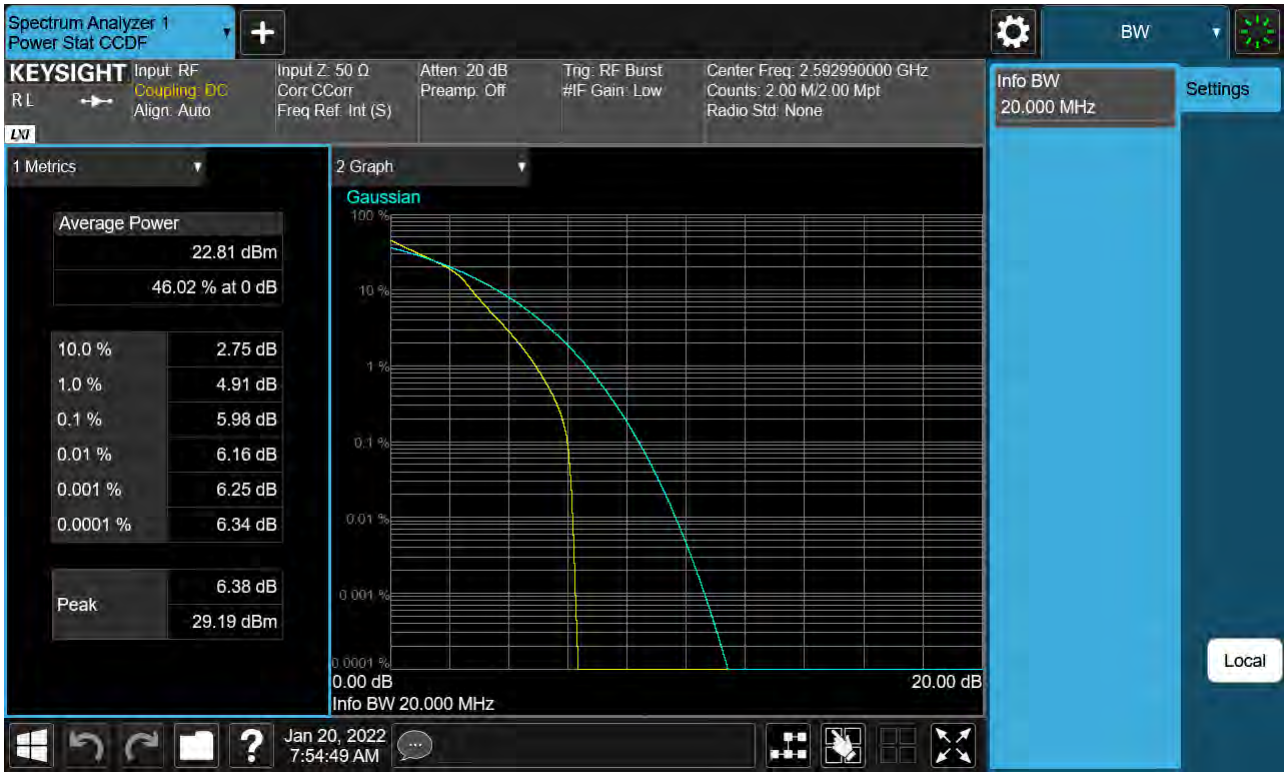 Spectrum Analyzer 1
Power Stat CCDF
+
BW
KEYSIGHT
R L
LXI
Input: RF
Coupling: DC
Align: Auto
Input Z: 50 Ω
Corr CCorr
Freq Ref: Int (S)
Atten: 20 dB
Preamp: Off
Trig: RF Burst
#IF Gain: Low
Center Freq: 2.592990000 GHz
Counts: 2.00 M/2.00 Mpt
Radio Std: None
Info BW
20.000 MHz
Settings
1 Metrics
Average Power
22.81 dBm
46.02 % at 0 dB
10.0 % 2.75 dB
1.0 % 4.91 dB
0.1 % 5.98 dB
0.01 % 6.16 dB
0.001 % 6.25 dB
0.0001 % 6.34 dB
Peak
6.38 dB
29.19 dBm
2 Graph
Gaussian
100 %
10 %
1 %
0.1 %
0.01 %
0.001 %
0.0001 %
0.00 dB 20.00 dB
Info BW 20.000 MHz
Local
?
Jan 20, 2022
7:54:49 AM